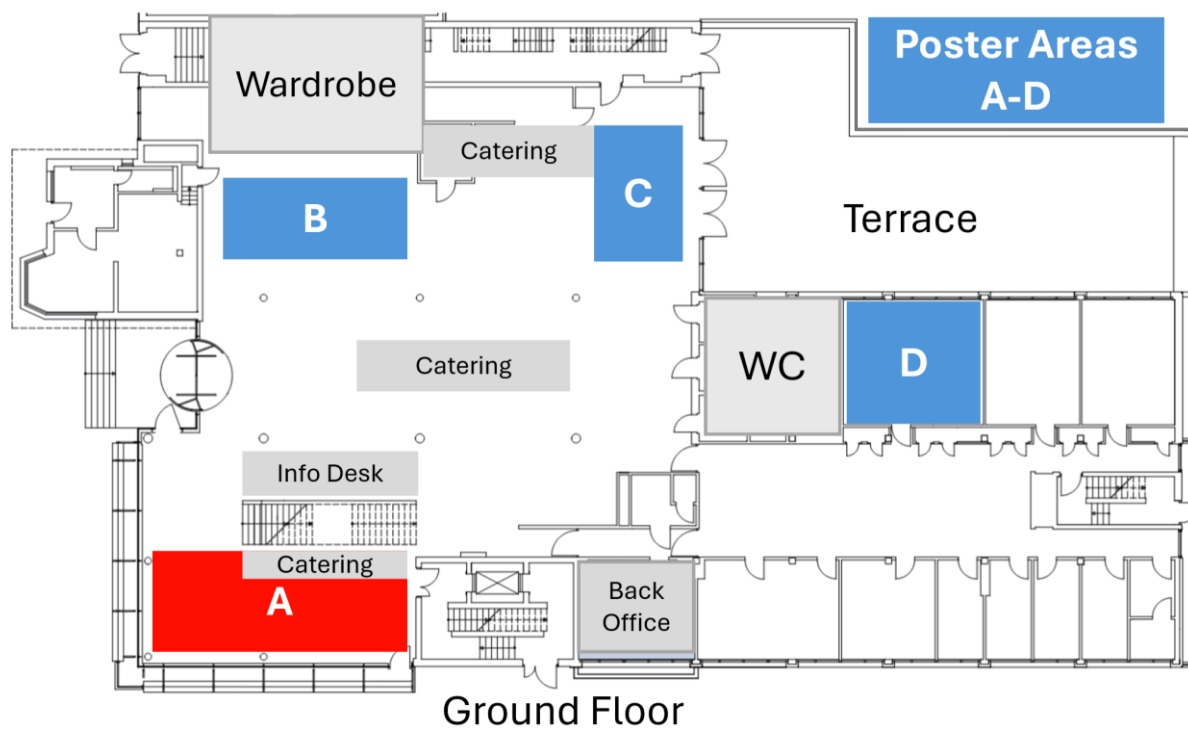 Poster Areas
A-D
Wardrobe
Catering
C
B
Terrace
Catering
WC
D
Info Desk
Catering
A
Back
Office
Ground Floor